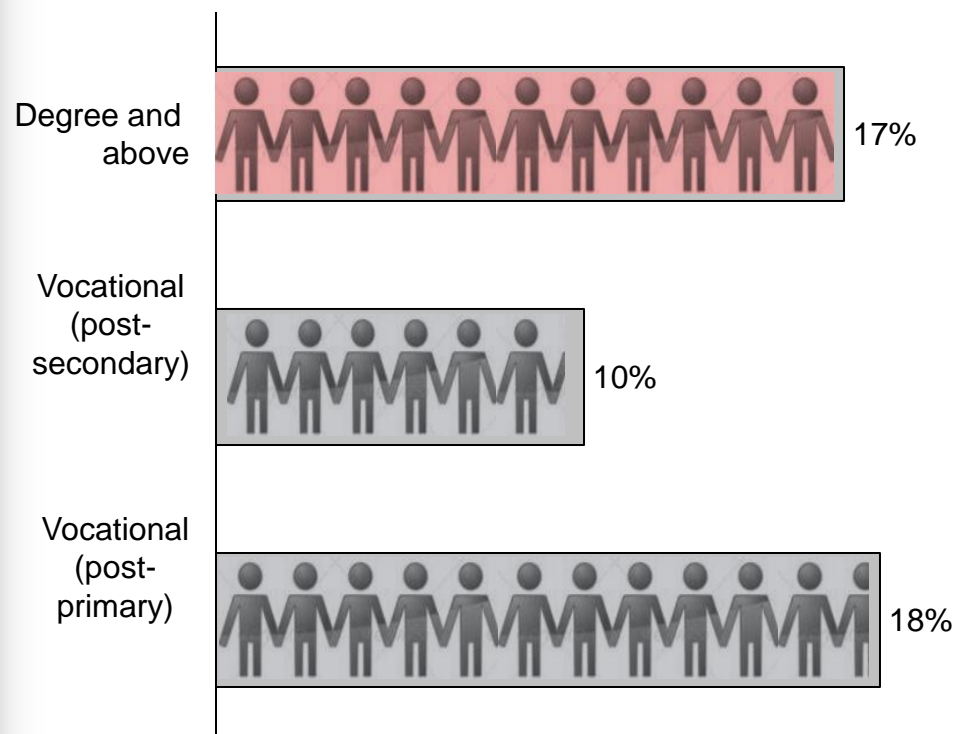 Degree and
above
17%
Vocational
(post-
secondary)
10%
Vocational
(post-
primary)
18%